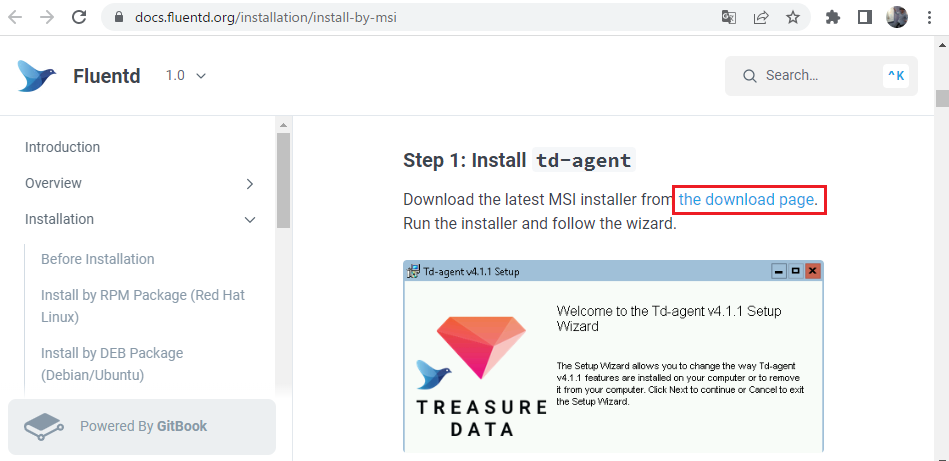 docs.fluentd.org/installation/install-by-msi
Fluentd
1.0
Search...
^K
Introduction
Overview
Installation
Before Installation
Install by RPM Package (Red Hat
Linux)
Install by DEB Package
(Debian/Ubuntu)
Powered By GitBook
Step 1: Install td-agent
Download the latest MSI installer from the download page.
Run the installer and follow the wizard.
Td-agent v4.1.1 Setup
Welcome to the Td-agent v4.1.1 Setup
Wizard
The Setup Wizard allows you to change the way Td-agent
v4.1.1 features are installed on your computer or to remove
it from your computer. Click Next to continue or Cancel to exit
the Setup Wizard.
TREASURE
DATA